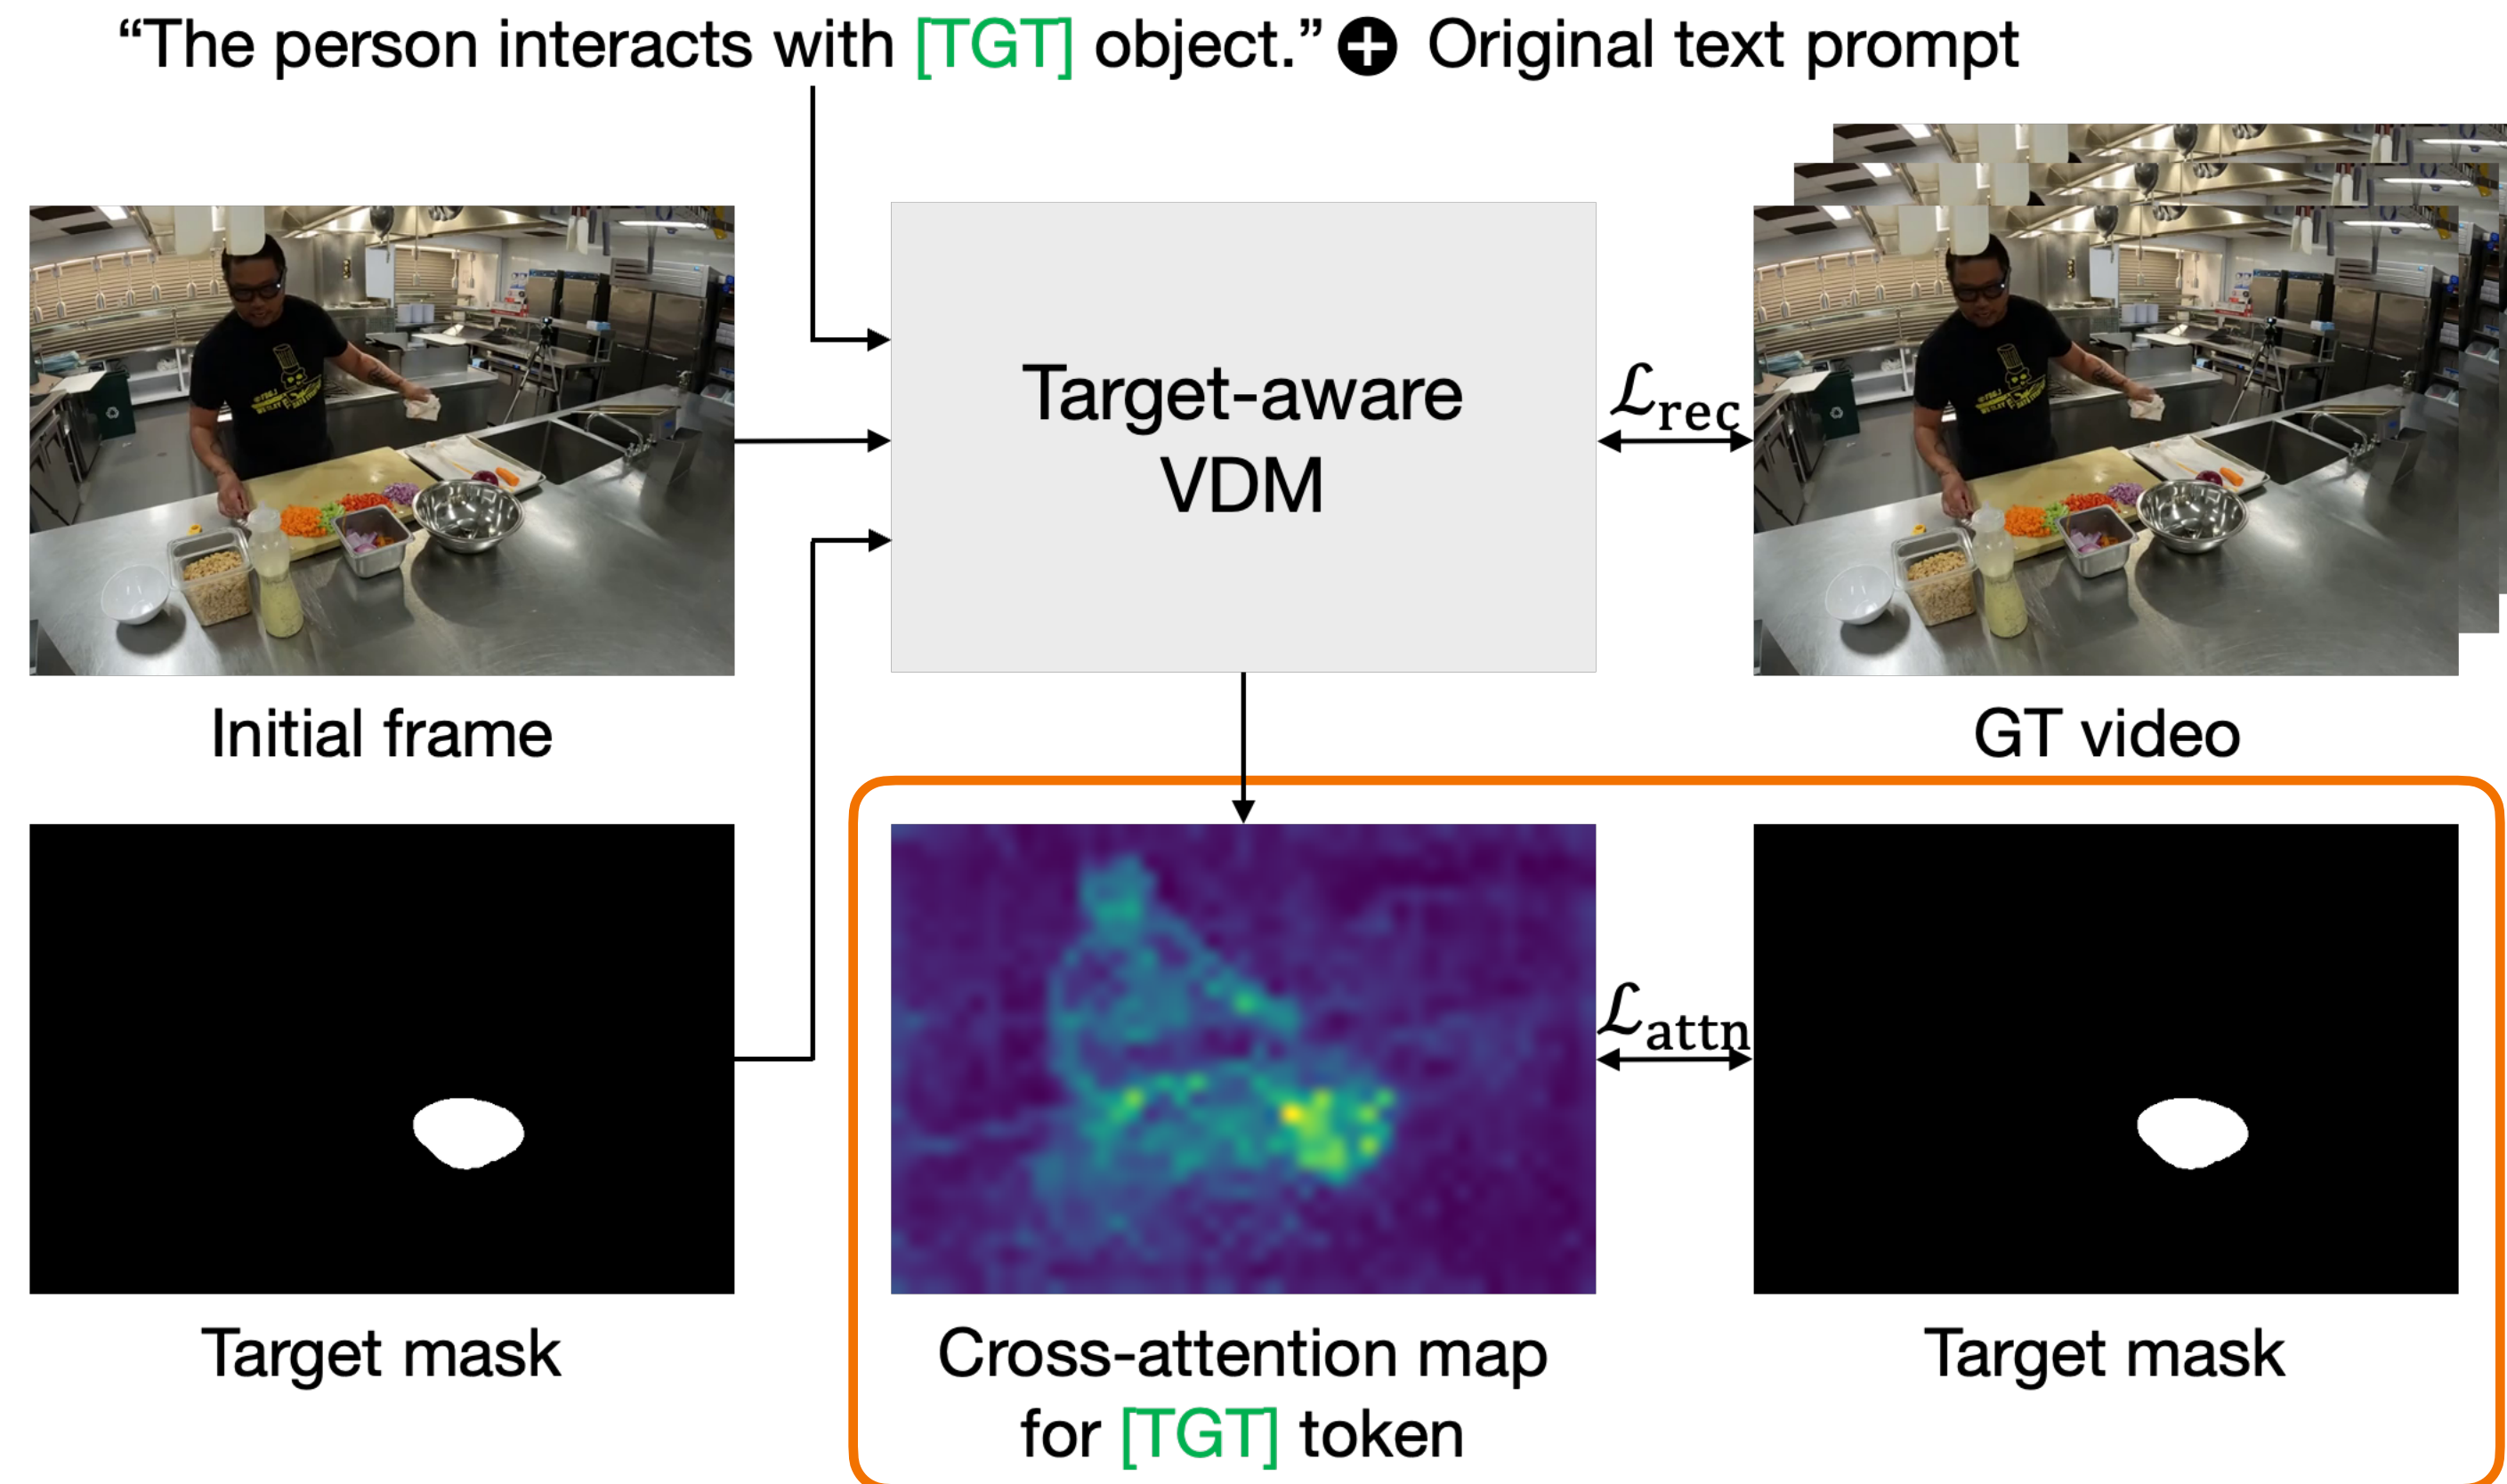 “The person interacts with [TGT] object.” + Original text prompt
Target-aware
VDM
ℒrec
Initial frame
GT video
ℒattn
Target mask
Cross-attention map
for [TGT] token
Target mask